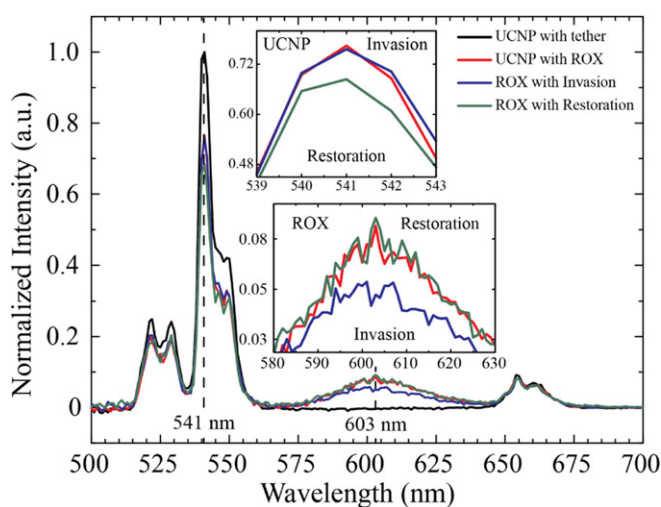 UCNP with tether
UCNP with ROX
ROX with Invasion
ROX with Restoration
UCNP Invasion
0.72
0.60
0.48
Restoration
539 540 541 542 543
ROX Restoration
0.08
0.05
0.03
Invasion
580 590 600 610 620 630
Normalized Intensity (a.u.)
1.0
0.8
0.6
0.4
0.2
0
541 nm
603 nm
500 525 550 575 600 625 650 675 700
Wavelength (nm)